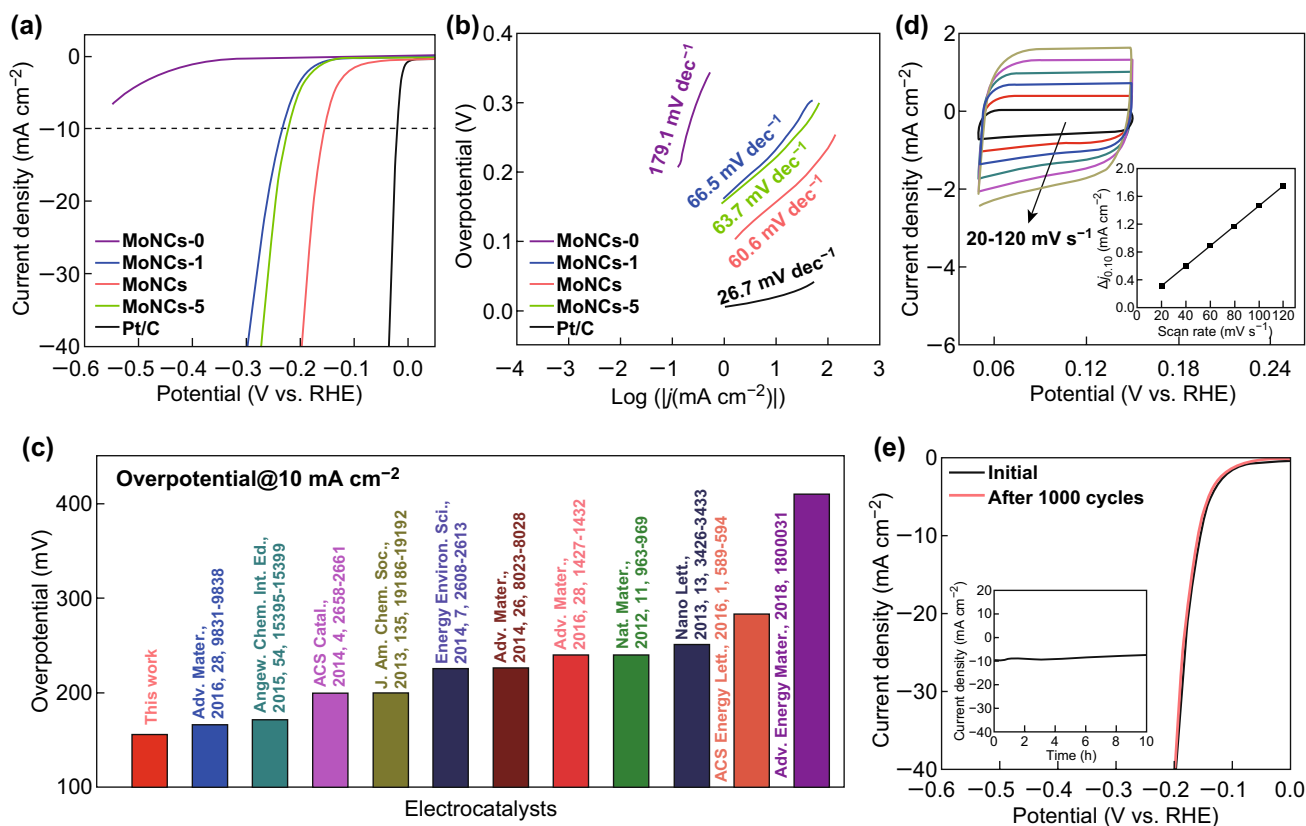 (a)
0
−10
−20
−30
−40
Current density (mA cm−2)
MoNCs-0
MoNCs-1
MoNCs
MoNCs-5
Pt/C
−0.6 −0.5 −0.4 −0.3 −0.2 −0.1 0.0
Potential (V vs. RHE)
(b)
0.4
0.3
0.2
0.1
0.0
Overpotential (V)
179.1 mV dec−1
66.5 mV dec−1
63.7 mV dec−1
60.6 mV dec−1
26.7 mV dec−1
MoNCs-0
MoNCs-1
MoNCs
MoNCs-5
Pt/C
−4 −3 −2 −1 0 1 2 3
Log (|j(mA cm−2)|)
(d)
2
0
−2
−4
−6
Current density (mA cm−2)
20-120 mV s−1
1.8
1.2
0.6
0.0
Δj0.10 (mA cm−2)
20 40 60 80 100 120
Scan rate (mV s−1)
0.06 0.12 0.18 0.24
Potential (V vs. RHE)
(c)
Overpotential@10 mA cm−2
400
300
200
100
Overpotential (mV)
This work
Adv. Mater.,
2016, 28, 9831-9838
Angew. Chem. Int. Ed.,
2015, 54, 15395-15399
ACS Catal.,
2014, 4, 2658-2661
J. Am. Chem. Soc.,
2013, 135, 19186-19192
Energy Environ. Sci.,
2014, 7, 2608-2613
Adv. Mater.,
2014, 26, 8023-8028
Adv. Mater.,
2016, 28, 1427-1432
Nat. Mater.,
2012, 11, 963-969
Nano Lett.,
2013, 13, 3426-3433
ACS Energy Lett., 2016, 1, 589-594
Adv. Energy Mater., 2018, 1800031
Electrocatalysts
(e)
0
−10
−20
−30
−40
Current density (mA cm−2)
Initial
After 1000 cycles
20
10
0
−10
−20
−30
−40
Current density (mA cm−2)
0 2 4 6 8 10
Time (h)
−0.6 −0.5 −0.4 −0.3 −0.2 −0.1 0.0
Potential (V vs. RHE)